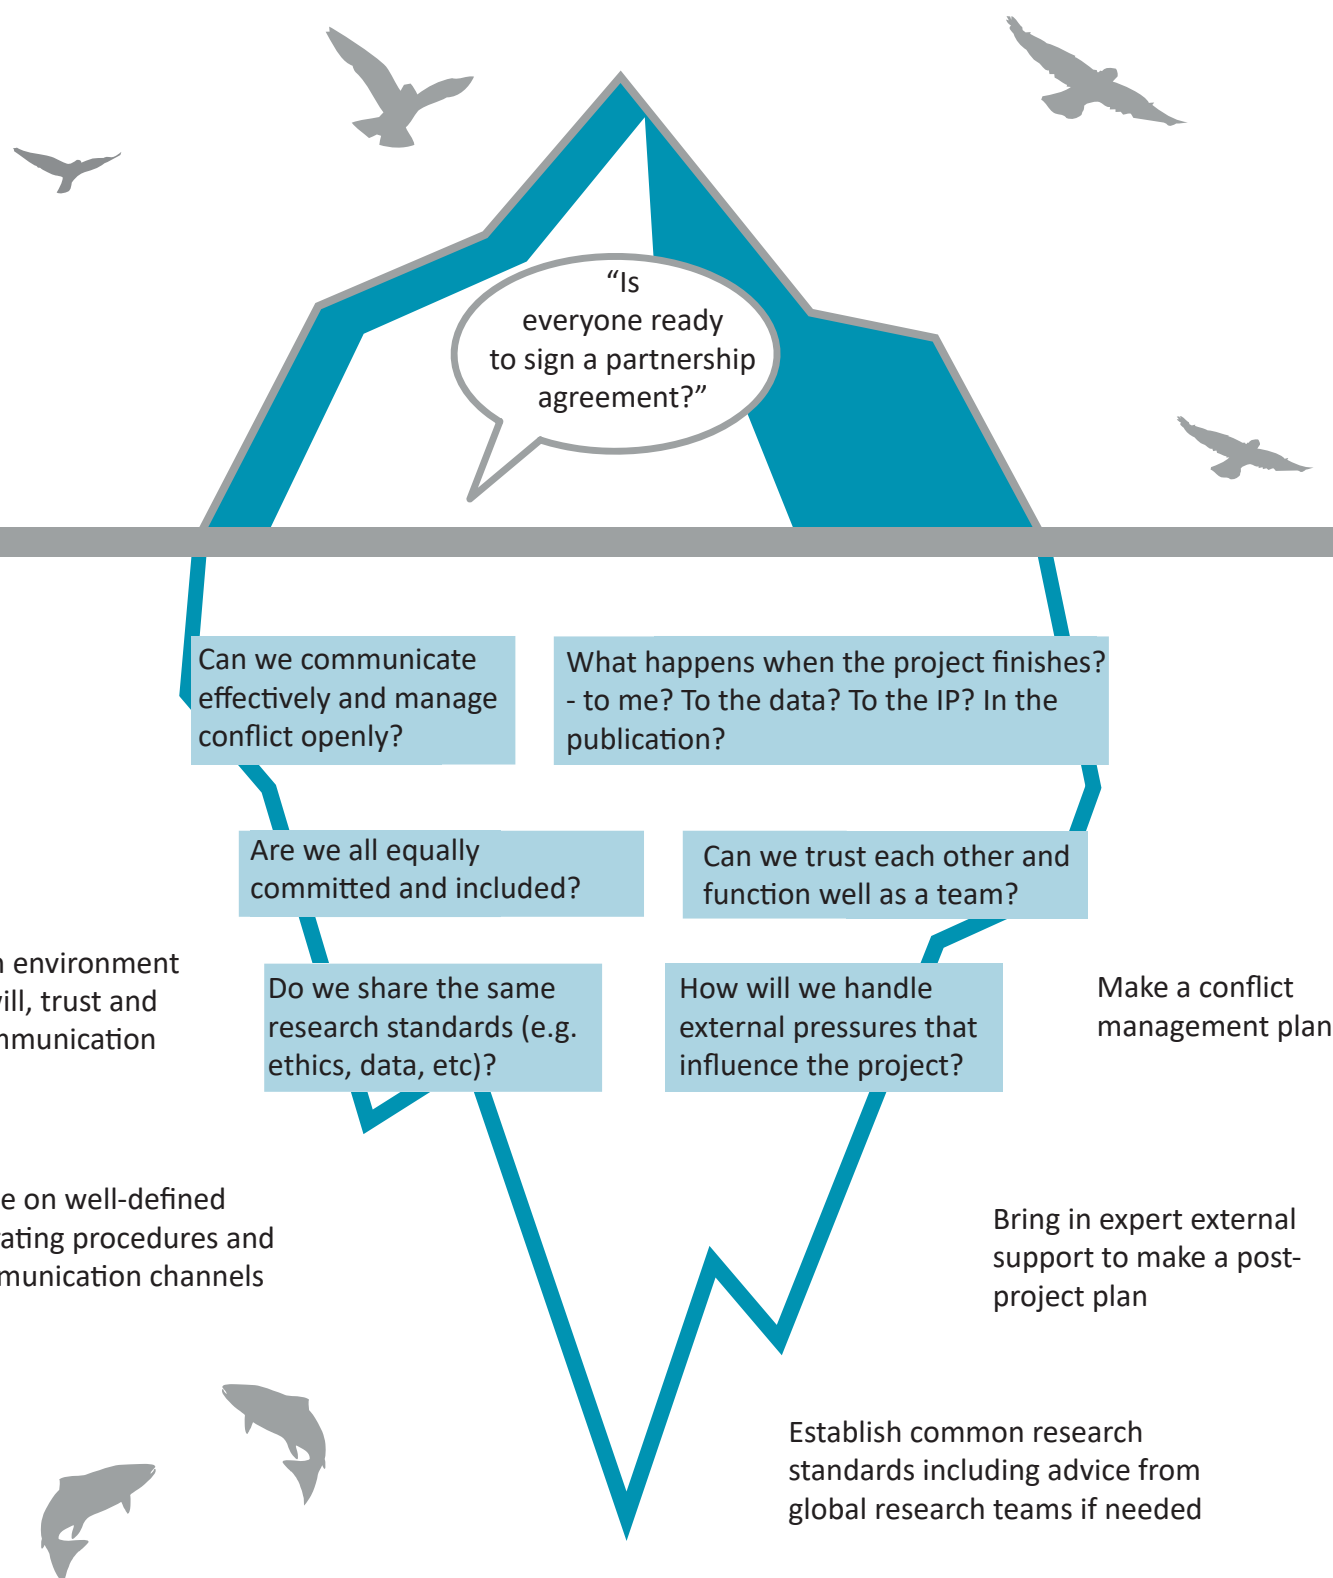 “Is
everyone ready
to sign a partnership
agreement?”
Can we communicate
effectively and manage
conflict openly?
What happens when the project finishes?
- to me? To the data? To the IP? In the
publication?
Are we all equally
committed and included?
Can we trust each other and
function well as a team?
environment
trust and
Do we share the same
research standards (e.g.
ethics, data, etc)?
How will we handle
external pressures that
influence the project?
Make a conflict
management plan
on well-defined
procedures and
channels
Bring in expert external
support to make a post-
project plan
Establish common research
standards including advice from
global research teams if needed